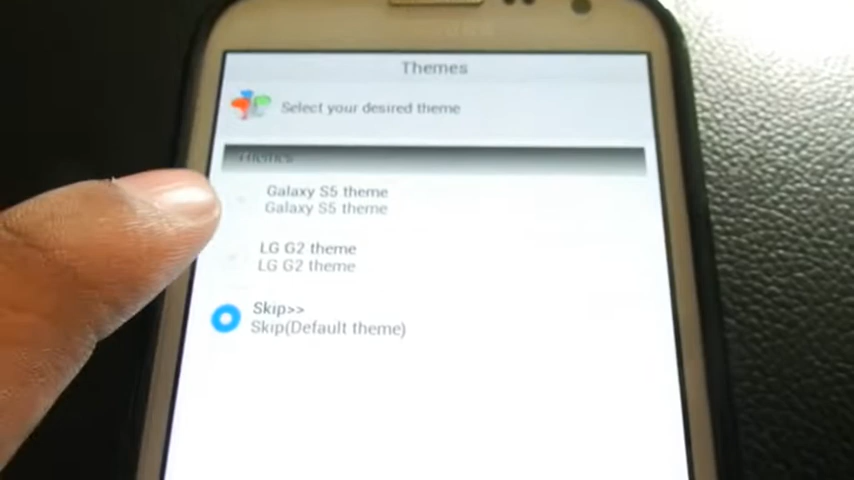 Themes
Select your desired theme
Themes
Galaxy S5 theme
Galaxy S5 theme
LG G2 theme
LG G2 theme
Skip>>
Skip(Default theme)